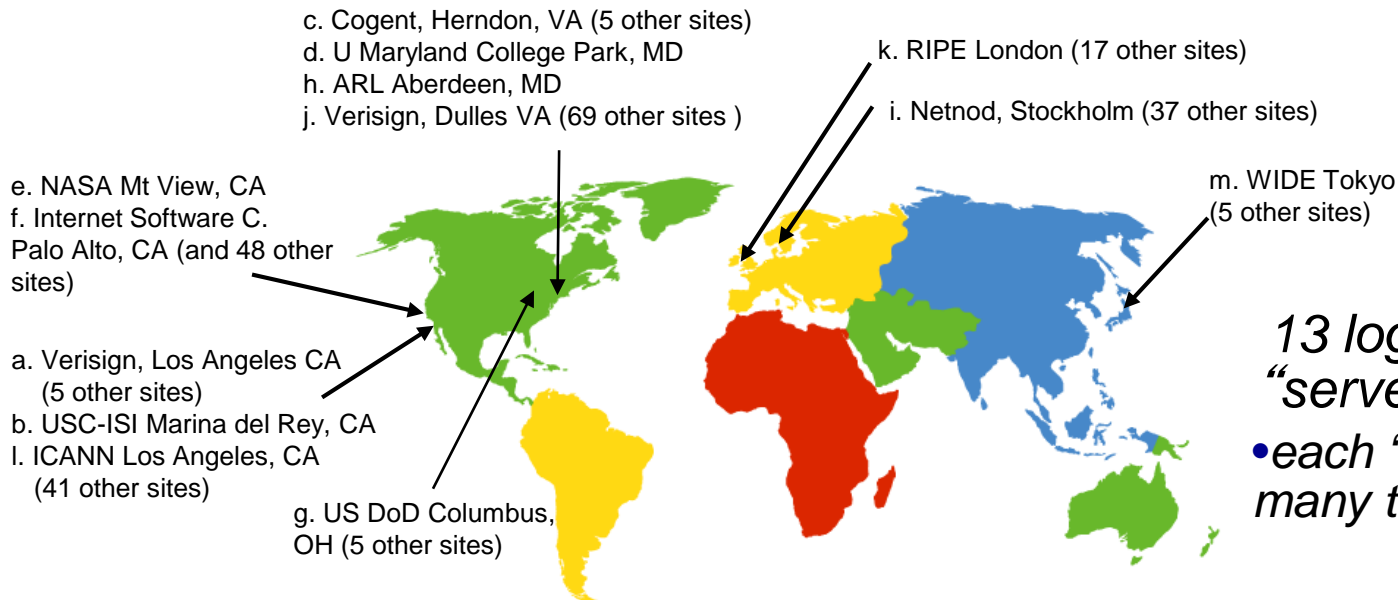 c. Cogent, Herndon, VA (5 other sites)
d. U Maryland College Park, MD
h. ARL Aberdeen, MD
j. Verisign, Dulles VA (69 other sites )
k. RIPE London (17 other sites)
i. Netnod, Stockholm (37 other sites)
m. WIDE Tokyo
(5 other sites)
e. NASA Mt View, CA
f. Internet Software C.
Palo Alto, CA (and 48 other
sites)
a. Verisign, Los Angeles CA
(5 other sites)
b. USC-ISI Marina del Rey, CA
l. ICANN Los Angeles, CA
(41 other sites)
g. US DoD Columbus,
OH (5 other sites)
13 log
“serve
•each “
many t